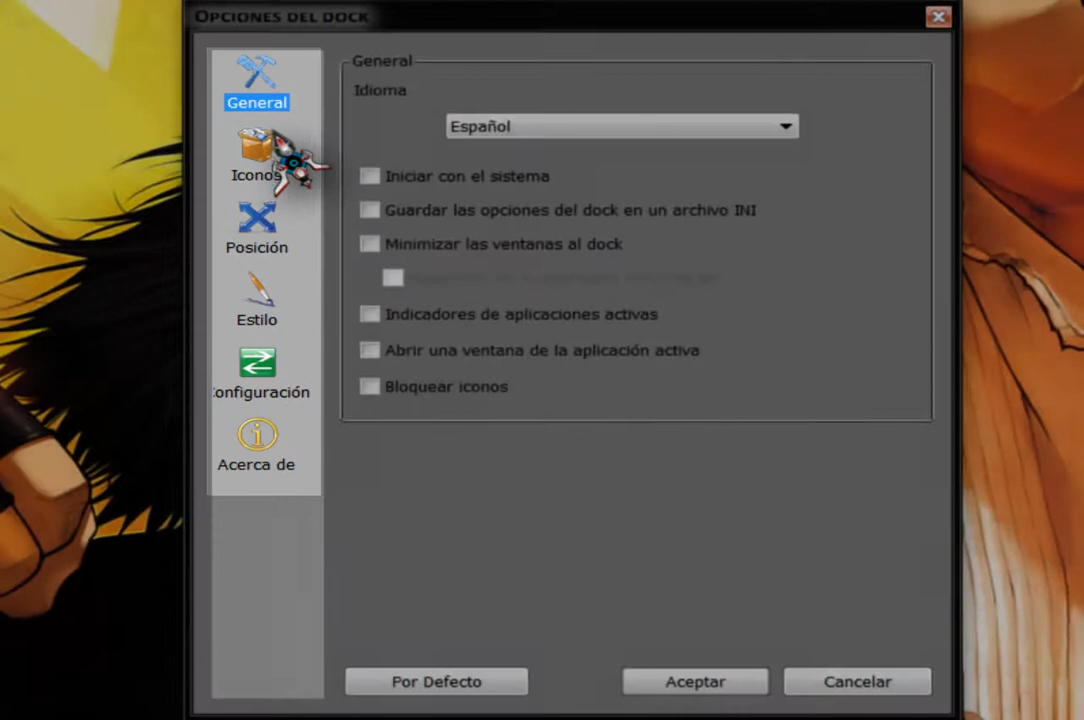 OPCIONES DEL DOCK
General
Iconos
Posición
Estilo
onfiguración
Acerca de
General
Idioma
Español
Iniciar con el sistema
Guardar las opciones del dock en un archivo INI
Minimizar las ventanas al dock
Indicadores de aplicaciones activas
Abrir una ventana de la aplicación activa
Bloquear iconos
Por Defecto
Aceptar
Cancelar